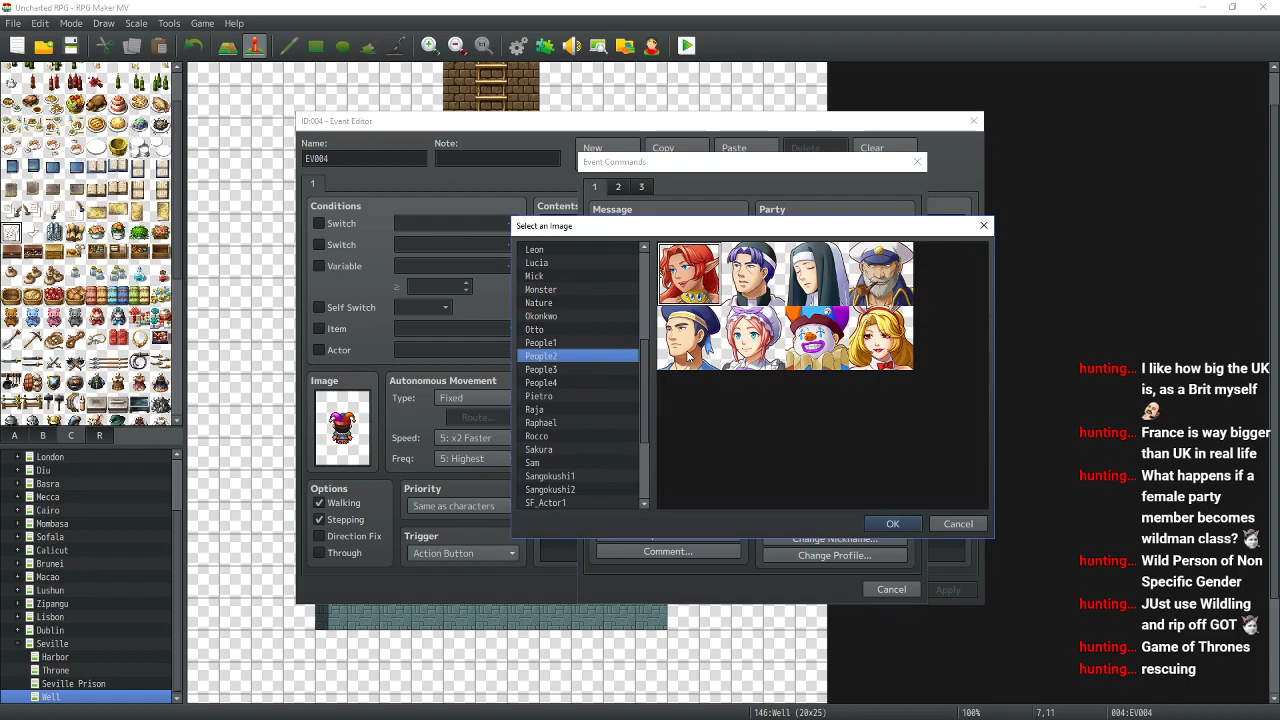 Uncharted RPG - RPG Maker MV
File Edit Mode Draw Scale Tools Game Help
ID:004 - Event Editor
Name:
Note:
EV004
New Copy Paste Delete Clear
Event Commands
1
1 2 3
Conditions
Contents
Message
Party
Switch
Switch
Variable
≥
Self Switch
Item
Actor
Select an Image
Leon
Lucia
Mick
Monster
Nature
Okonkwo
Otto
People1
People2
People3
People4
Pietro
Raja
Raphael
Rocco
Sakura
Sam
Sangokushi1
Sangokushi2
SF_Actor1
OK
Cancel
Image
Autonomous Movement
Type: Fixed
Route...
Speed: 5: x2 Faster
Freq: 5: Highest
Options
Walking
Stepping
Direction Fix
Through
Priority
Same as characters
Trigger
Action Button
Change Nickname...
Comment...
Change Profile...
Cancel
Apply
A B C R
London
Diu
Basra
Mecca
Cairo
Mombasa
Sofala
Calicut
Brunei
Macao
Lushun
Zipangu
Lisbon
Dublin
Seville
Harbor
Throne
Seville Prison
Well
hunting... I like how big the UK
is, as a Brit myself
hunting... France is way bigger
than UK in real life
hunting... What happens if a
female party
member becomes
wildman class?
hunting... Wild Person of Non
Specific Gender
hunting... JUst use Wildling
and rip off GOT
hunting... Game of Thrones
hunting... rescuing
146:Well (20x25)
100%
7,11
004:EV004